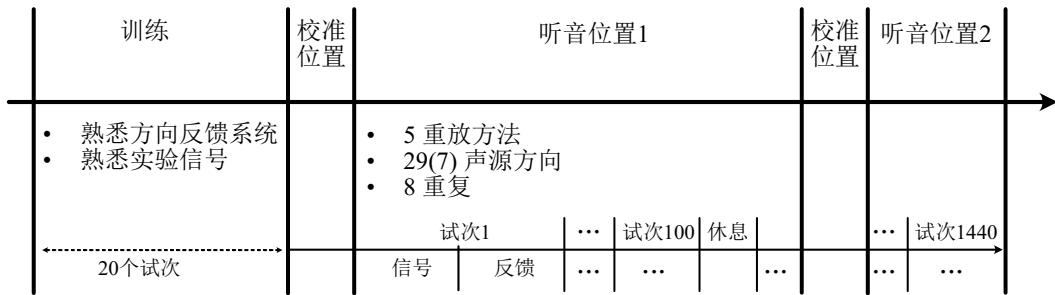 训练
校准
位置
听音位置1
校准
位置
听音位置2
• 熟悉方向反馈系统
• 熟悉实验信号
• 5 重放方法
• 29(7) 声源方向
• 8 重复
试次1
...
试次100
休息
...
试次1440
20个试次
信号
反馈
...
...
...
...
...